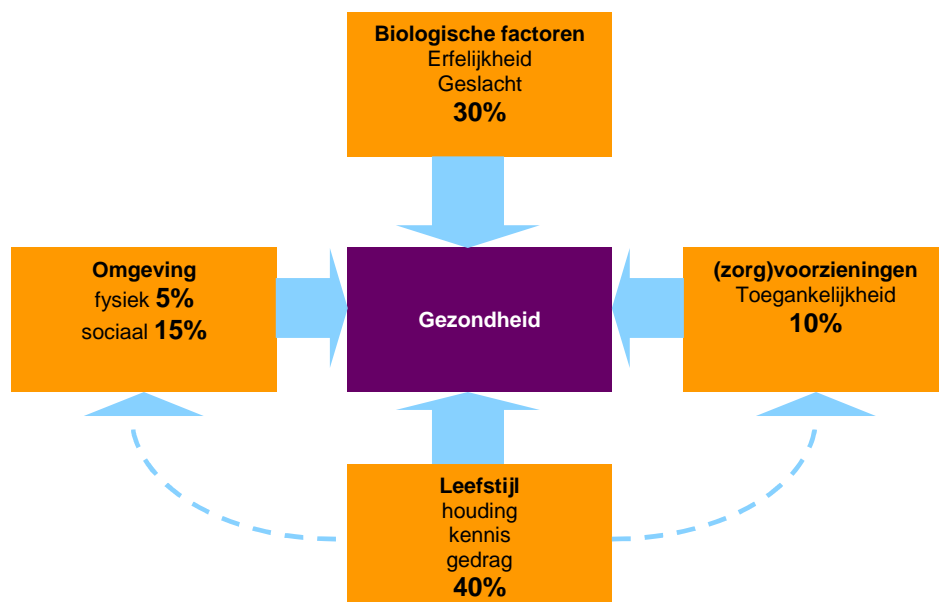 Biologische factoren
Erfelijkheid
Geslacht
30%
Omgeving
fysiek 5%
sociaal 15%
Gezondheid
(zorg)voorzieningen
Toegankelijkheid
10%
Leefstijl
houding
kennis
gedrag
40%